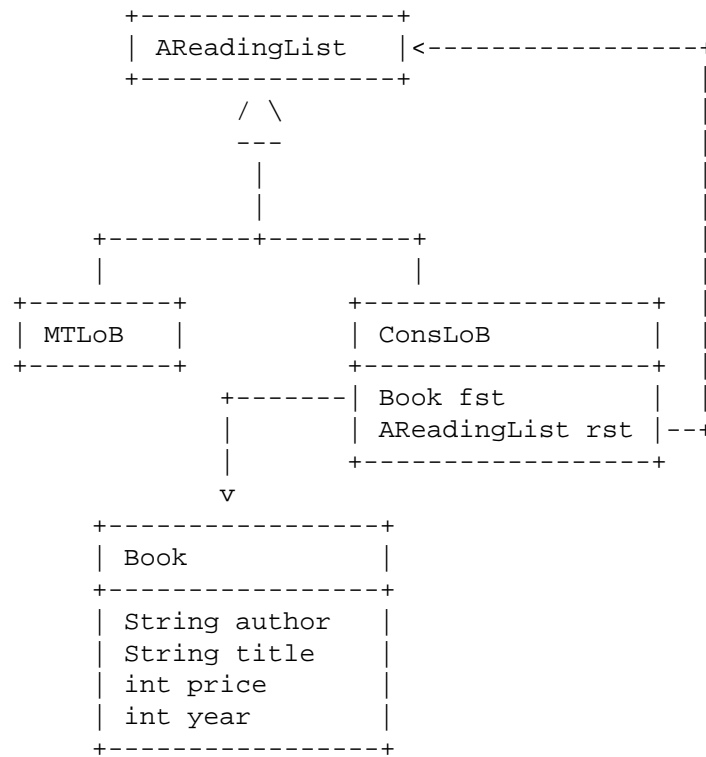 AReadingList
MTLoB
ConsLoB
Book fst
AReadingList rst
Book
String author
String title
int price
int year